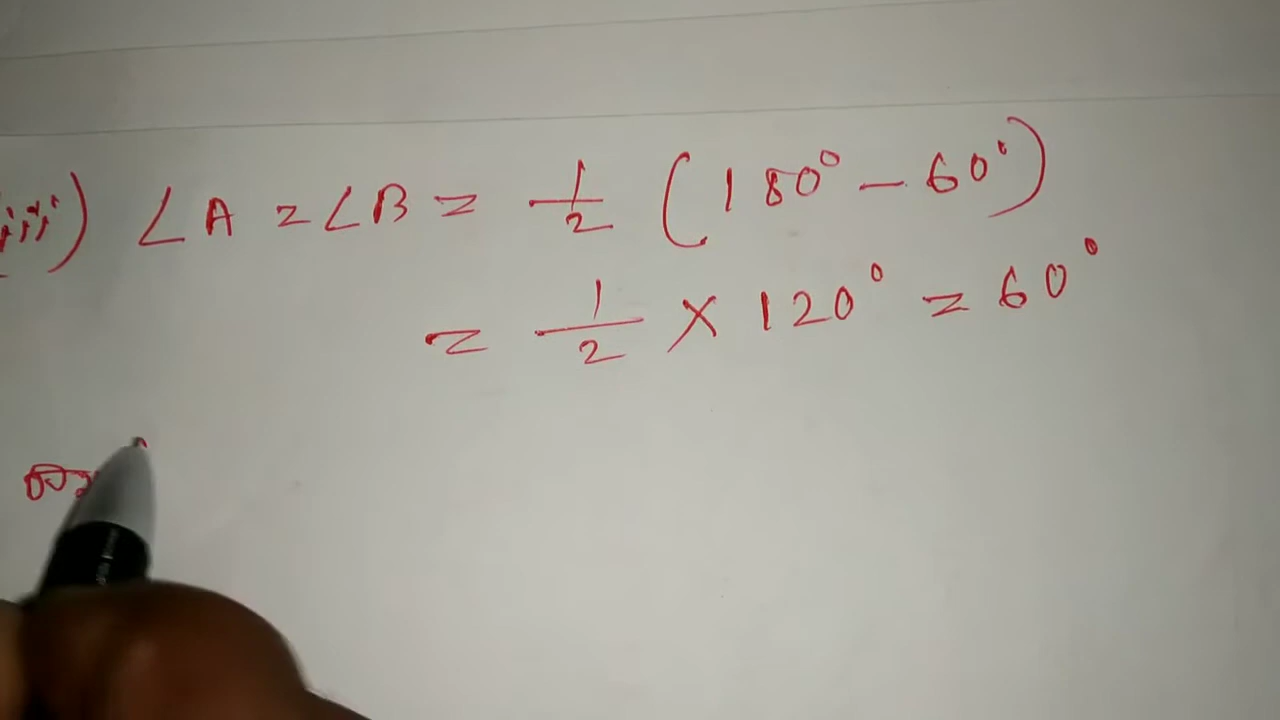 iii) ∠A = ∠B = 1/2 (180° - 60°)
= 1/2 × 120° = 60°